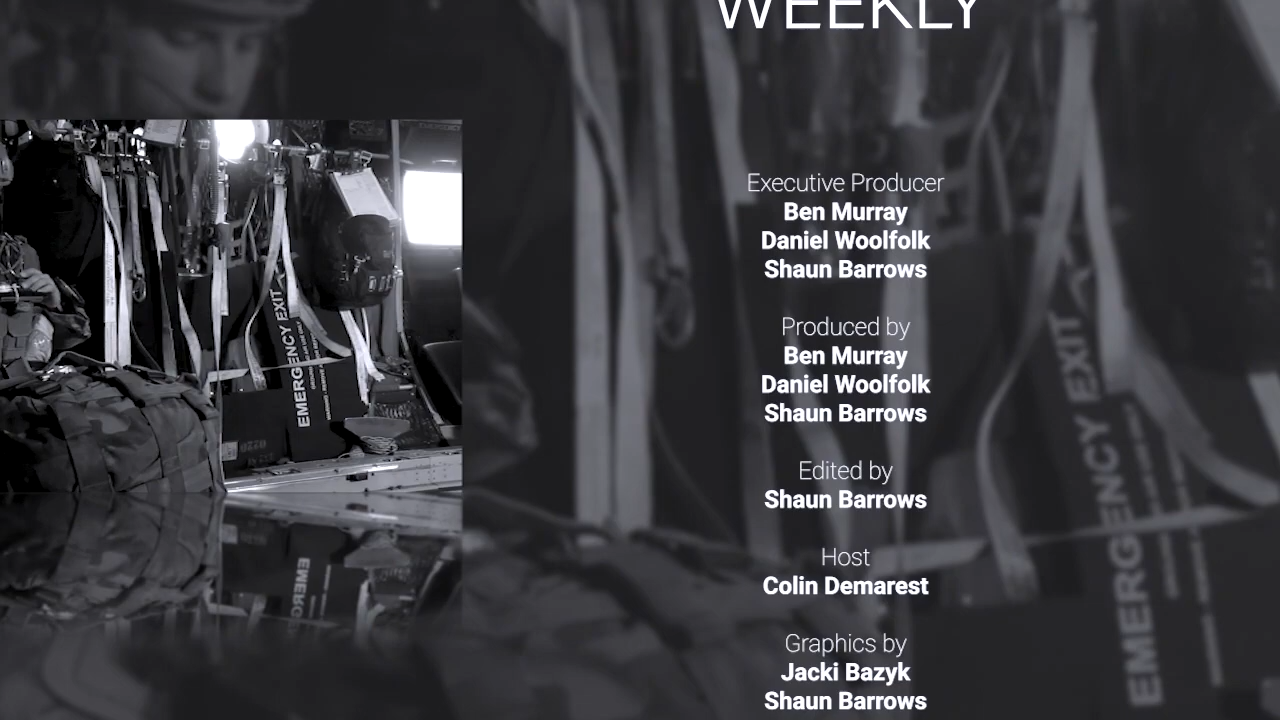 WEEKLY
Executive Producer
Ben Murray
Daniel Woolfolk
Shaun Barrows
Produced by
Ben Murray
Daniel Woolfolk
Shaun Barrows
Edited by
Shaun Barrows
Host
Colin Demarest
Graphics by
Jacki Bazyk
Shaun Barrows
EMERGENCY EXIT
EMERGENCY EXIT